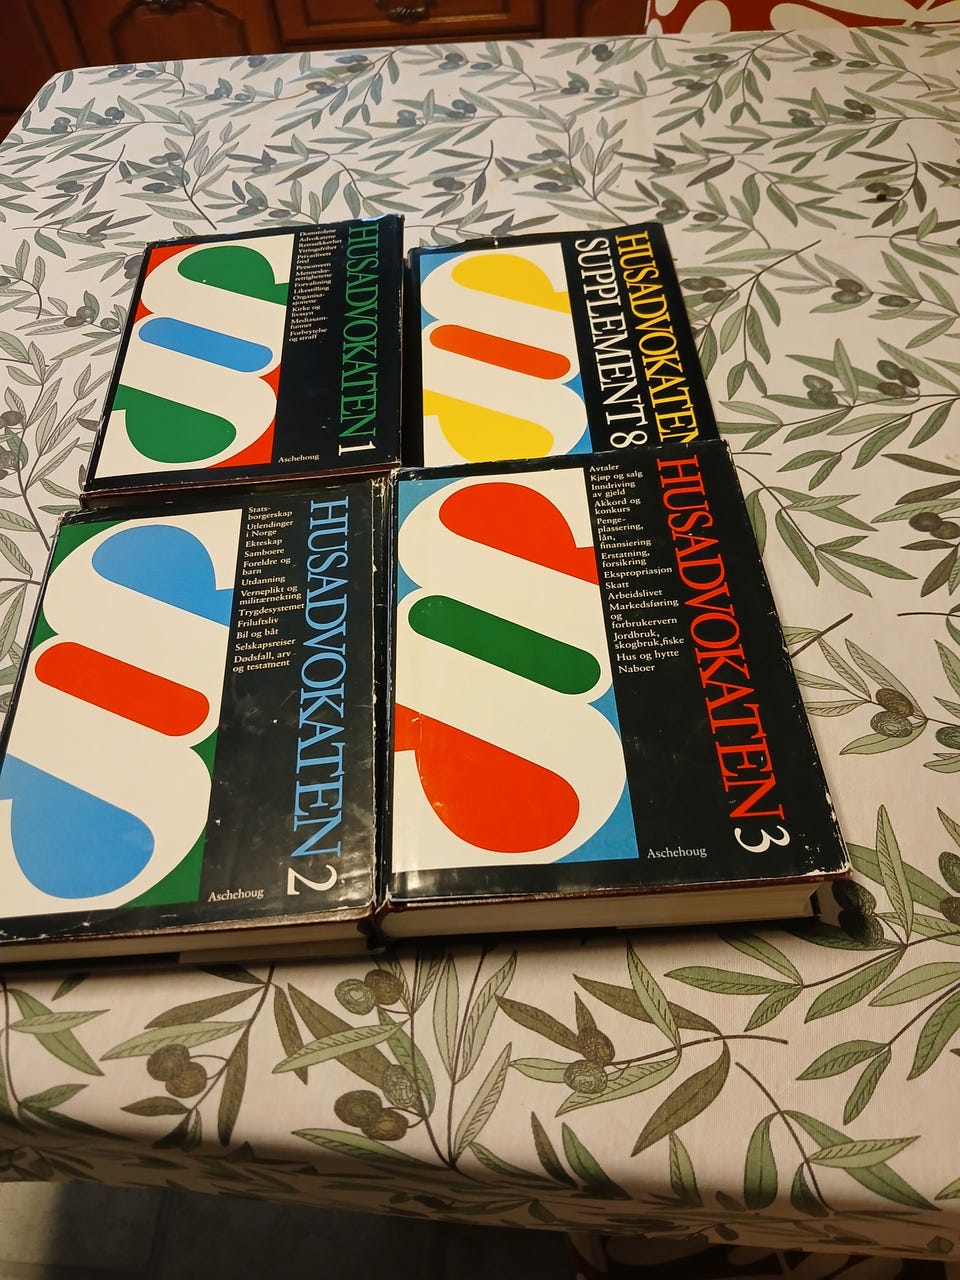 HUSADVOKATEN 1
Domstolene
Advokatene
Rettssikkerhet
Ytringsfrihet
Privatlivets
fred
Personvern
Menneske-
rettighetene
Forvaltning
Likestilling
Organisa-
sjonene
Kirke og
livssyn
Mediasam-
funnet
Forbrytelse
og straff
Aschehoug
HUSADVOKATEN
SUPPLEMENT 8
HUSADVOKATEN 2
Stats-
borgerskap
Utlendinger
i Norge
Ekteskap
Samboere
Foreldre og
barn
Utdanning
Verneplikt og
militærnekting
Trygdesystemet
Friluftsliv
Bil og båt
Selskapsreiser
Dødsfall, arv
og testament
Aschehoug
HUSADVOKATEN 3
Avtaler
Kjøp og salg
Inndriving
av gjeld
Akkord og
konkurs
Penge-
plassering,
lån,
finansiering
Erstatning,
forsikring
Ekspropriasjon
Skatt
Arbeidslivet
Markedsføring
og
forbrukervern
Jordbruk,
skogbruk,fiske
Hus og hytte
Naboer
Aschehoug